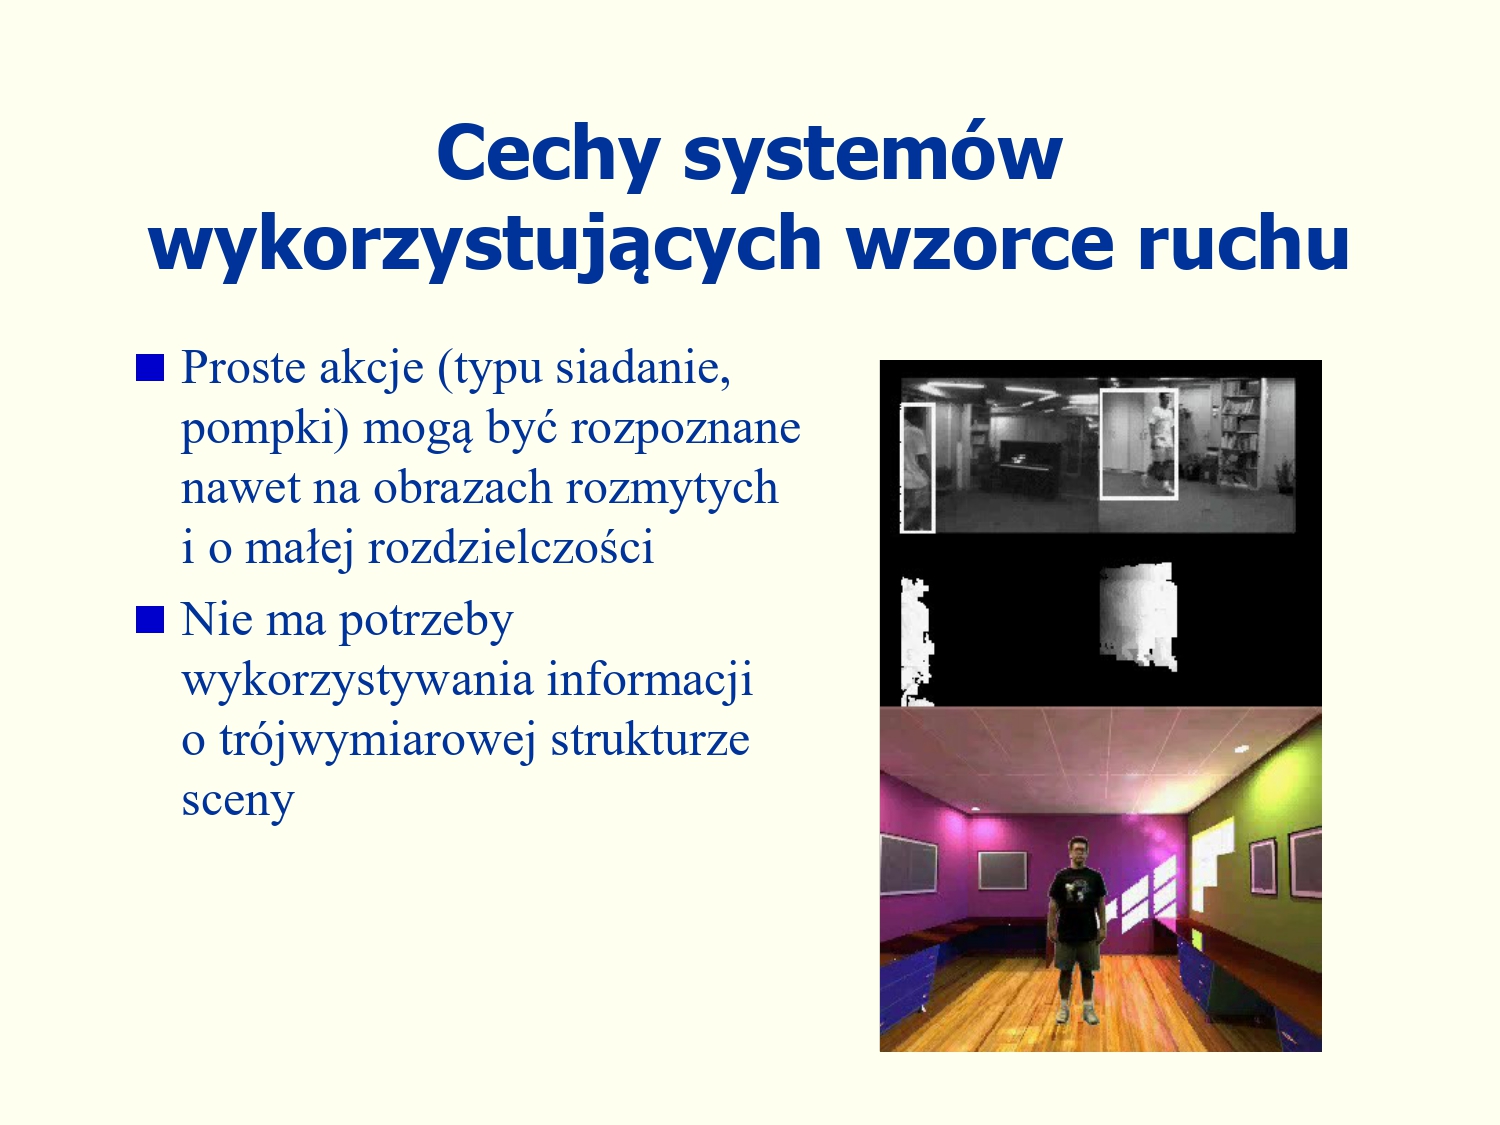 Cechy systemów
wykorzystujących wzorce ruchu
Proste akcje (typu siadanie,
pompki) mogą być rozpoznane
nawet na obrazach rozmytych
i o małej rozdzielczości
Nie ma potrzeby
wykorzystywania informacji
o trójwymiarowej strukturze
sceny